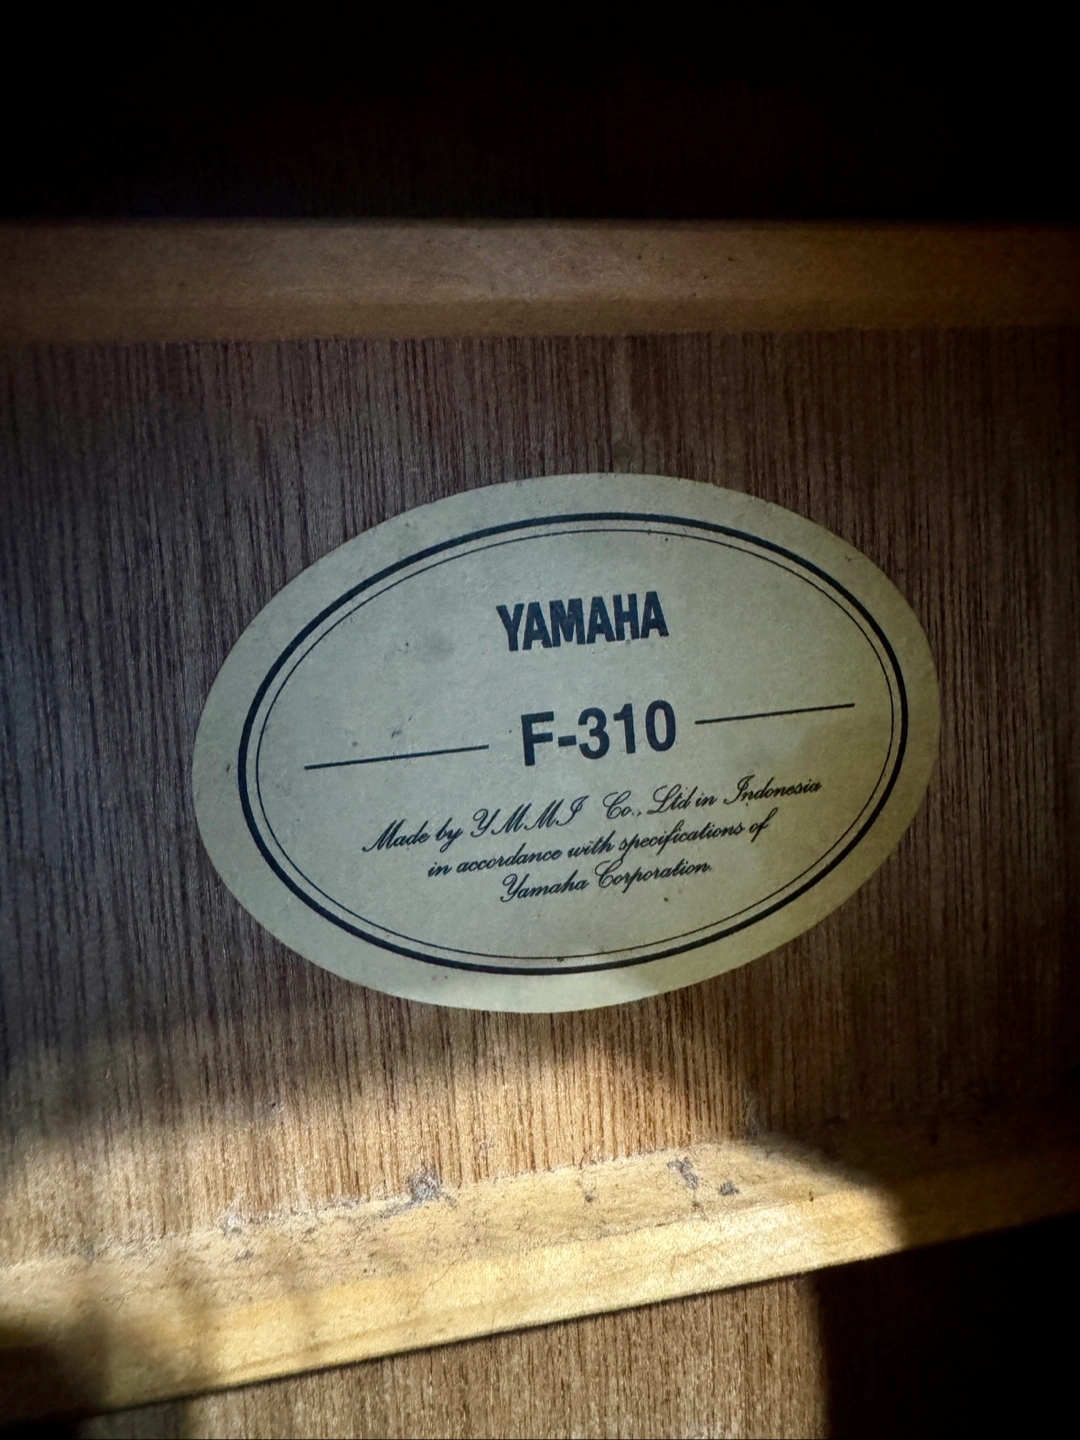 YAMAHA
F-310
Made by YMMI Co., Ltd in Indonesia
in accordance with specifications of
Yamaha Corporation.